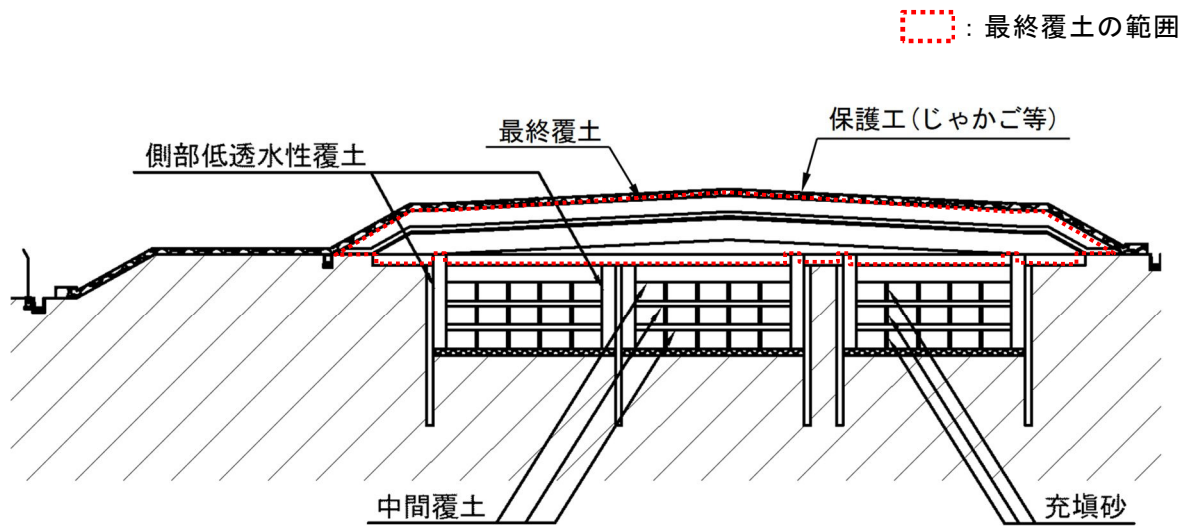 ：最終覆土の範囲
保護工(じゃかご等)
最終覆土
側部低透水性覆土
中間覆土
充塡砂